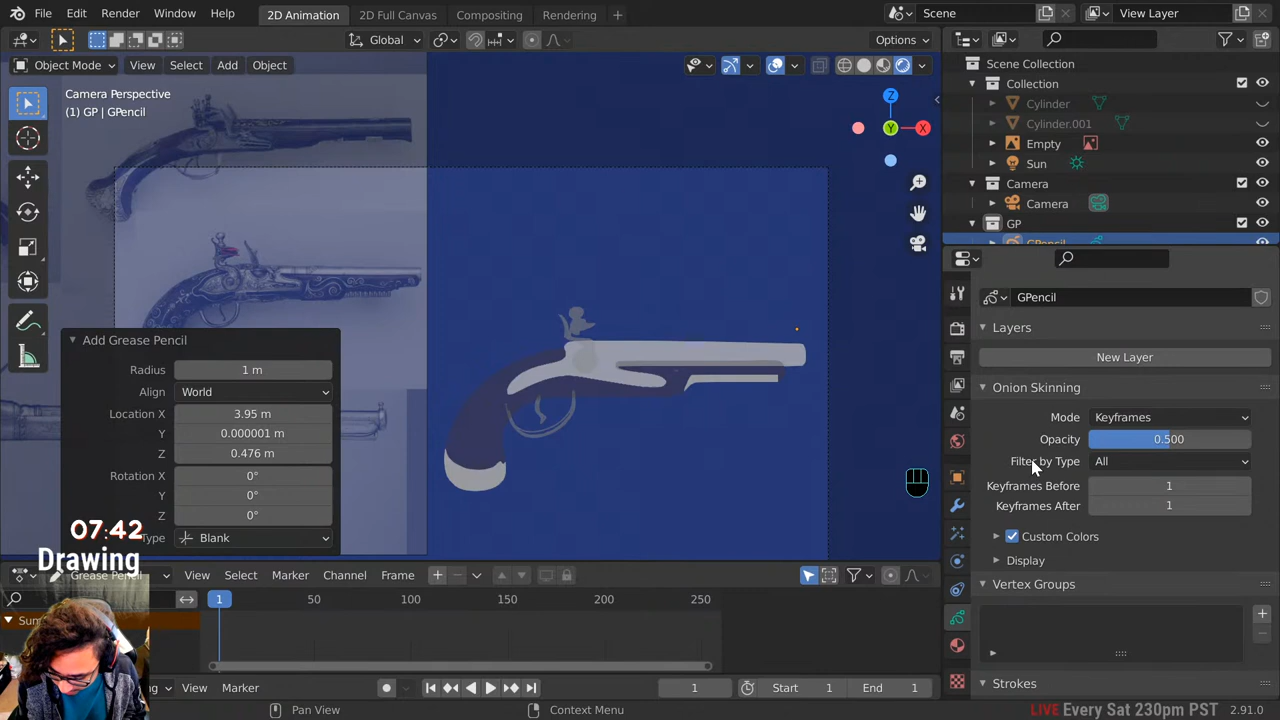 File Edit Render Window Help 2D Animation 2D Full Canvas Compositing Rendering + Scene View Layer
Global Options
Object Mode View Select Add Object
Camera Perspective
(1) GP | GPencil
Z
Y
X
Scene Collection
Collection
Cylinder
Cylinder.001
Empty
Sun
Camera
Camera
GP
GPencil
GPencil
Layers
New Layer
Onion Skinning
Mode Keyframes
Opacity 0.500
Filter by Type All
Keyframes Before 1
Keyframes After 1
Custom Colors
Display
Vertex Groups
Strokes
Add Grease Pencil
Radius 1 m
Align World
Location X 3.95 m
Y 0.000001 m
Z 0.476 m
Rotation X 0°
Y 0°
Z 0°
Type Blank
07:42
Drawing
Grease Pencil View Select Marker Channel Frame
1 50 100 150 200 250
View Marker 1 Start 1 End 1
Pan View Context Menu
LIVE Every Sat 230pm PST 2.91.0